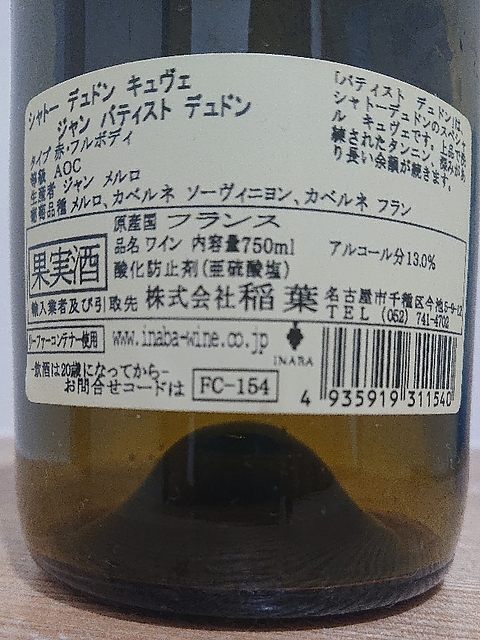 シャトー デュドン キュヴェ
ジャン バティスト デュドン
タイプ 赤・フルボディ
等級 AOC
生産者 ジャン メルロ
葡萄品種 メルロ、カベルネ ソーヴィニヨン、カベルネ フラン
「バティスト デュドン」は、
シャトーデュドンのスペシャ
ル キュヴェです。上品で洗
練されたタンニン、深みがあ
り長い余韻が続きます。
原産国 フランス
果実酒
品名 ワイン 内容量750ml アルコール分13.0%
酸化防止剤(亜硫酸塩)
輸入業者及び引取先 株式会社 稲葉 名古屋市千種区今池5-9-12
TEL (052) 741-4702
リーファーコンテナー使用 www.inaba-wine.co.jp
INABA
-飲酒は20歳になってから-
お問合せコードは FC-154
4 935919 311540